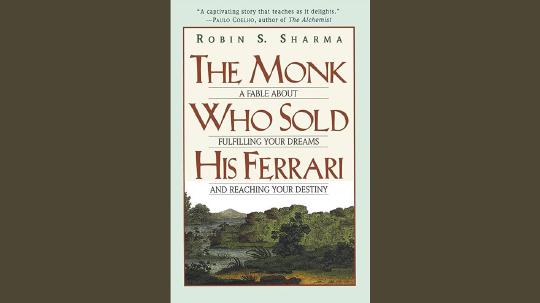 "A captivating story that teaches as it delights."
—PAULO COELHO, author of The Alchemist
ROBIN S. SHARMA
THE MONK
A FABLE ABOUT
WHO SOLD
FULFILLING YOUR DREAMS
HIS FERRARI
AND REACHING YOUR DESTINY